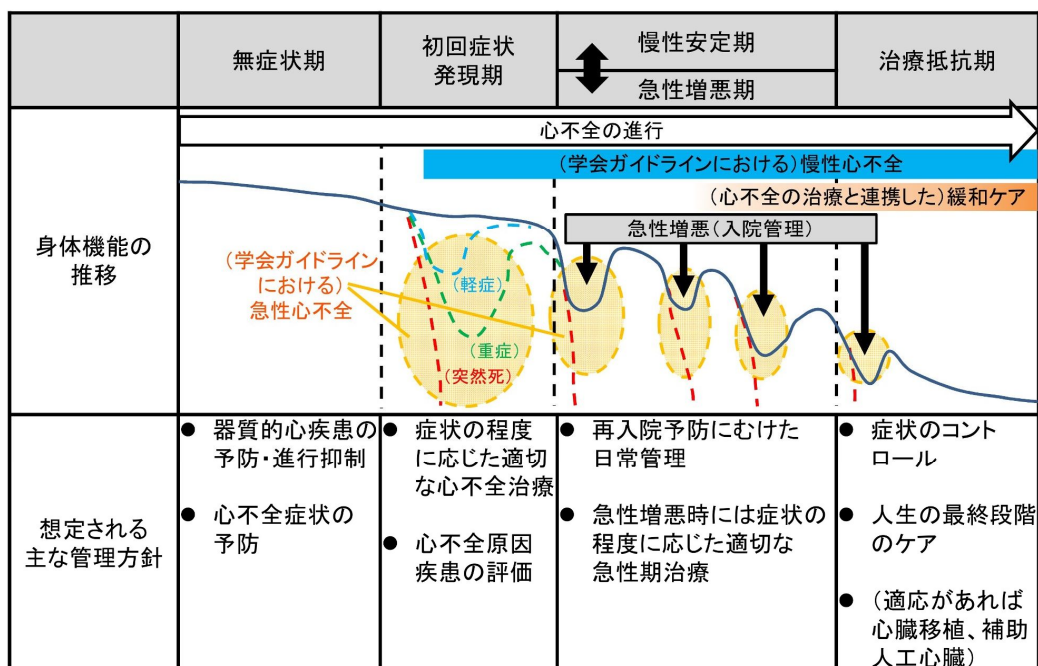 無症状期
初回症状
発現期
慢性安定期
急性増悪期
治療抵抗期
身体機能の
推移
心不全の進行
(学会ガイドラインにおける)慢性心不全
(心不全の治療と連携した)緩和ケア
急性増悪(入院管理)
(学会ガイドライン
における)
急性心不全
(軽症)
(重症)
(突然死)
想定される
主な管理方針
● 器質的心疾患の
予防・進行抑制
● 心不全症状の
予防
● 症状の程度
に応じた適切
な心不全治療
● 心不全原因
疾患の評価
● 再入院予防にむけた
日常管理
● 急性増悪時には症状の
程度に応じた適切な
急性期治療
● 症状のコント
ロール
● 人生の最終段階
のケア
● (適応があれば
心臓移植、補助
人工心臓)